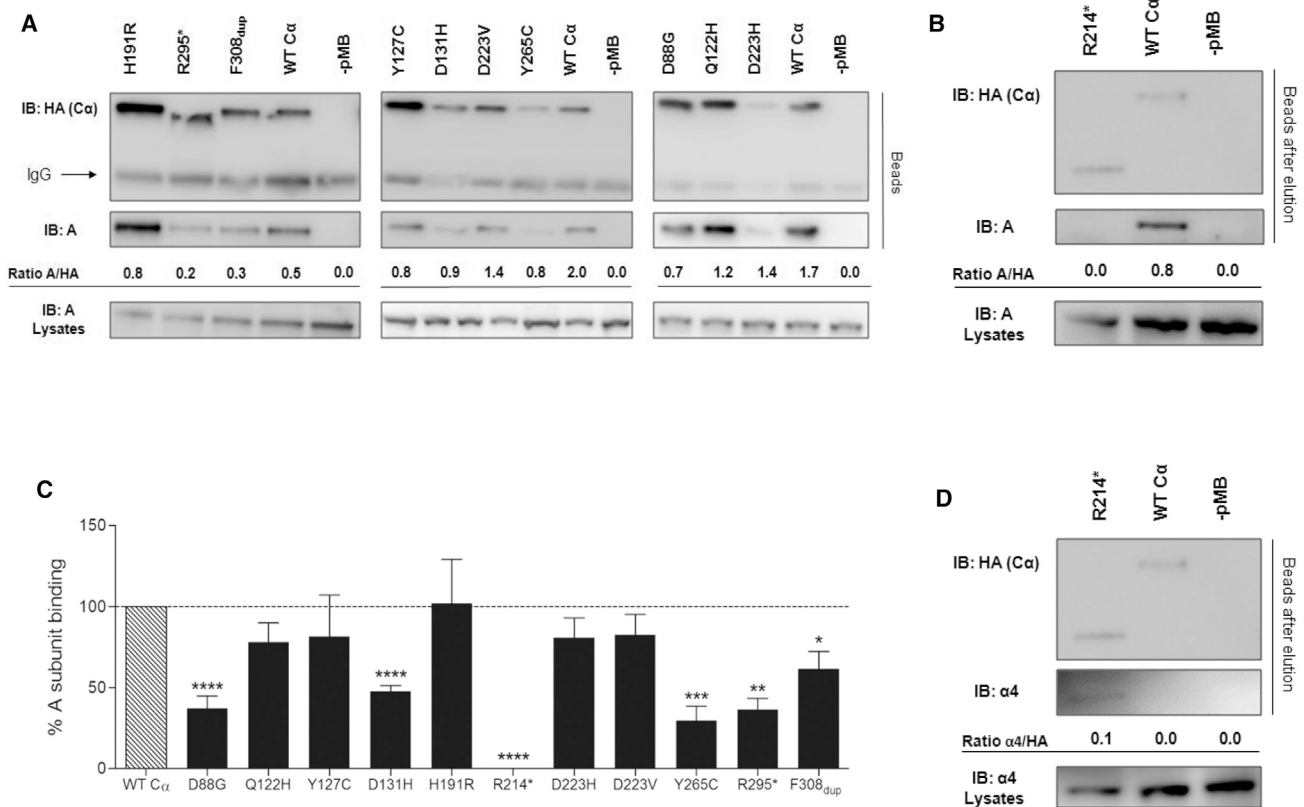 A
H191R R295* F308dup WT Cα -pMB
Y127C D131H D223V Y265C WT Cα -pMB
D88G Q122H D223H WT Cα -pMB
IB: HA (Cα)
IgG
IB: A
Beads
Ratio A/HA 0.8 0.2 0.3 0.5 0.0 0.8 0.9 1.4 0.8 2.0 0.0 0.7 1.2 1.4 1.7 0.0
IB: A
Lysates
B
R214* WT Cα -pMB
IB: HA (Cα)
IB: A
Beads after elution
Ratio A/HA 0.0 0.8 0.0
IB: A
Lysates
C
% A subunit binding
150
100
50
0
**** **** **** *** ** *
WT Cα D88G Q122H Y127C D131H H191R R214* D223H D223V Y265C R295* F308dup
D
R214* WT Cα -pMB
IB: HA (Cα)
IB: α4
Beads after elution
Ratio α4/HA 0.1 0.0 0.0
IB: α4
Lysates